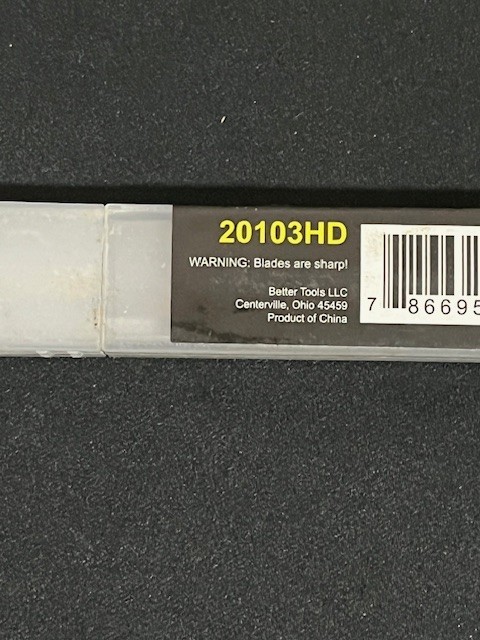 20103HD
WARNING: Blades are sharp!
Better Tools LLC
Centerville, Ohio 45459
Product of China
7 86695